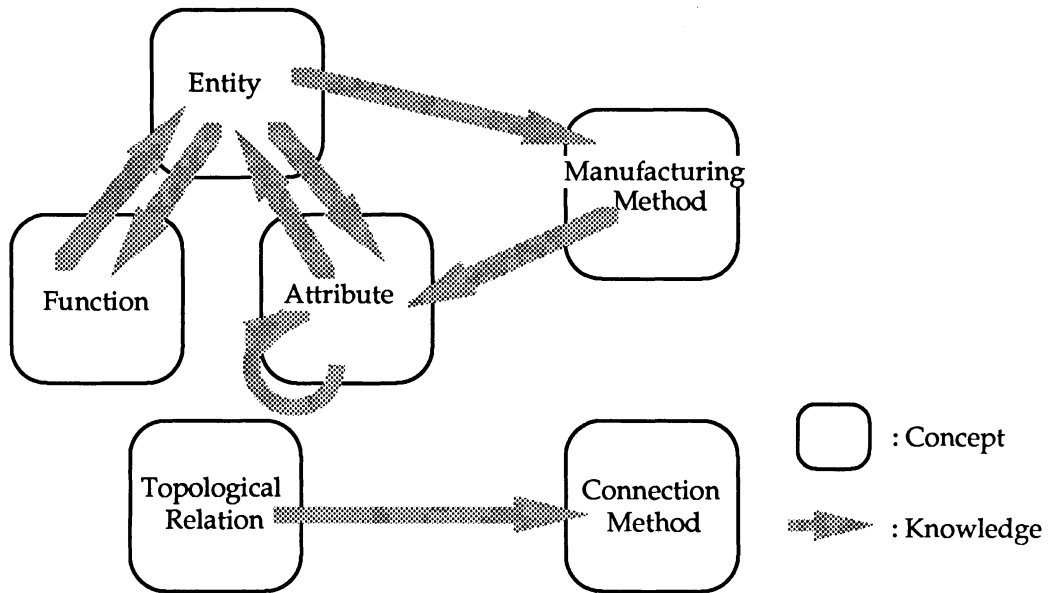 Entity
Manufacturing
Method
Function
Attribute
Topological
Relation
Connection
Method
: Concept
: Knowledge